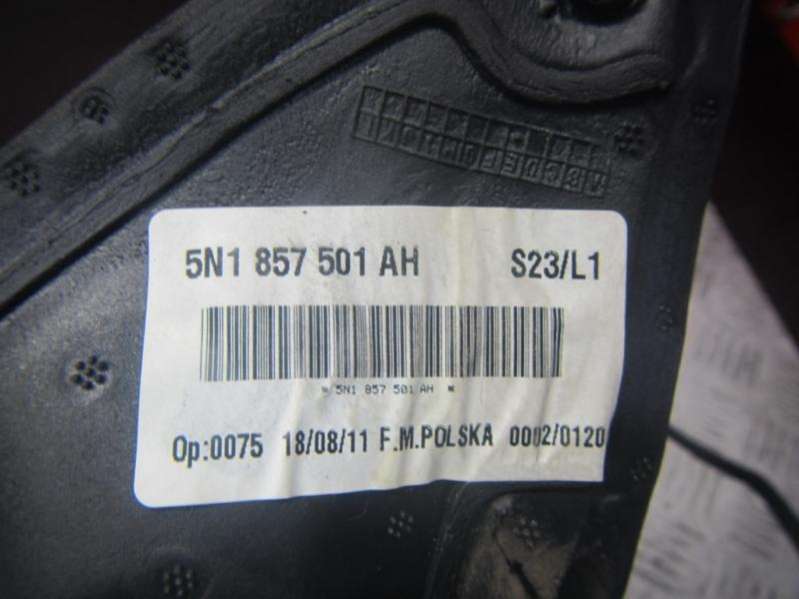 5N1 857 501 AH S23/L1
* 5N1 857 501 AH *
Op:0075 18/08/11 F.M.POLSKA 0002/0120